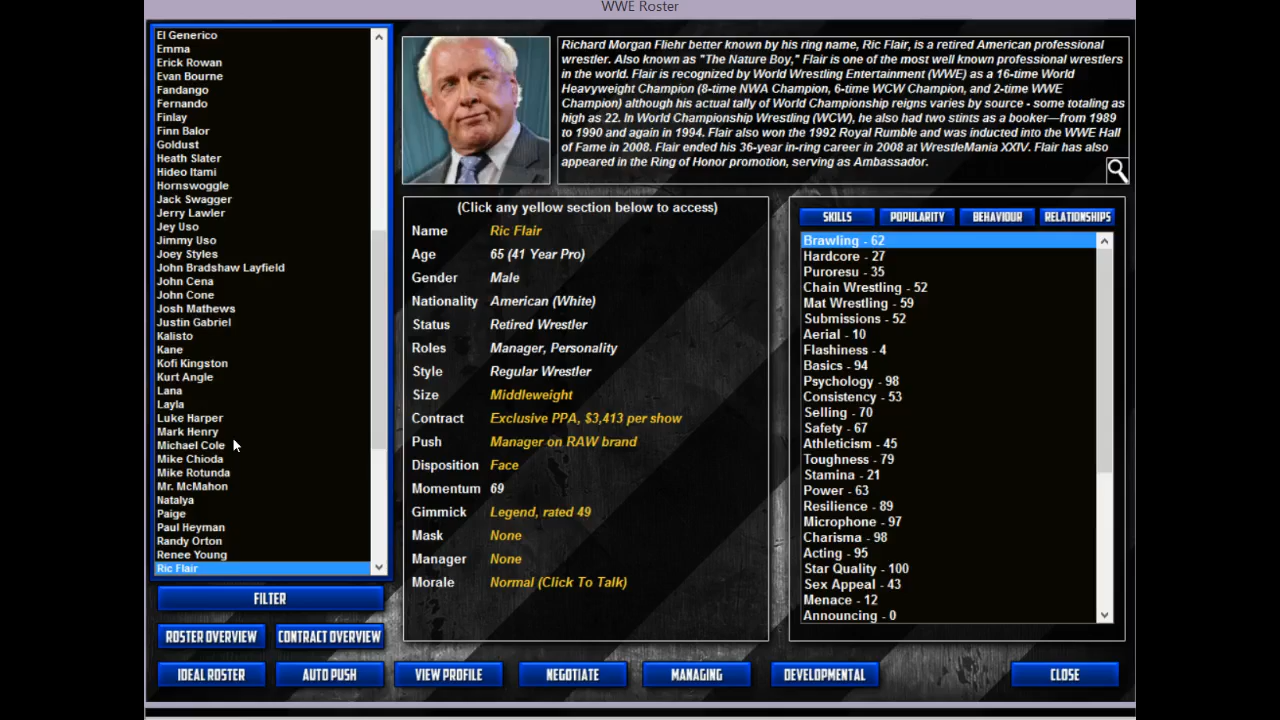 WWE Roster
El Generico
Emma
Erick Rowan
Evan Bourne
Fandango
Fernando
Finlay
Finn Balor
Goldust
Heath Slater
Hideo Itami
Hornswoggle
Jack Swagger
Jerry Lawler
Jey Uso
Jimmy Uso
Joey Styles
John Bradshaw Layfield
John Cena
John Cone
Josh Mathews
Justin Gabriel
Kalisto
Kane
Kofi Kingston
Kurt Angle
Lana
Layla
Luke Harper
Mark Henry
Michael Cole
Mike Chioda
Mike Rotunda
Mr. McMahon
Natalya
Paige
Paul Heyman
Randy Orton
Renee Young
Ric Flair
FILTER
ROSTER OVERVIEW
CONTRACT OVERVIEW
IDEAL ROSTER
AUTO PUSH
VIEW PROFILE
NEGOTIATE
MANAGING
DEVELOPMENTAL
CLOSE
Richard Morgan Fliehr better known by his ring name, Ric Flair, is a retired American professional
wrestler. Also known as "The Nature Boy," Flair is one of the most well known professional wrestlers
in the world. Flair is recognized by World Wrestling Entertainment (WWE) as a 16-time World
Heavyweight Champion (8-time NWA Champion, 6-time WCW Champion, and 2-time WWE
Champion) although his actual tally of World Championship reigns varies by source - some totaling as
high as 22. In World Championship Wrestling (WCW), he also had two stints as a booker—from 1989
to 1990 and again in 1994. Flair also won the 1992 Royal Rumble and was inducted into the WWE Hall
of Fame in 2008. Flair ended his 36-year in-ring career in 2008 at WrestleMania XXIV. Flair has also
appeared in the Ring of Honor promotion, serving as Ambassador.
(Click any yellow section below to access)
Name Ric Flair
Age 65 (41 Year Pro)
Gender Male
Nationality American (White)
Status Retired Wrestler
Roles Manager, Personality
Style Regular Wrestler
Size Middleweight
Contract Exclusive PPA, $3,413 per show
Push Manager on RAW brand
Disposition Face
Momentum 69
Gimmick Legend, rated 49
Mask None
Manager None
Morale Normal (Click To Talk)
SKILLS
POPULARITY
BEHAVIOUR
RELATIONSHIPS
Brawling - 62
Hardcore - 27
Puroresu - 35
Chain Wrestling - 52
Mat Wrestling - 59
Submissions - 52
Aerial - 10
Flashiness - 4
Basics - 94
Psychology - 98
Consistency - 53
Selling - 70
Safety - 67
Athleticism - 45
Toughness - 79
Stamina - 21
Power - 63
Resilience - 89
Microphone - 97
Charisma - 98
Acting - 95
Star Quality - 100
Sex Appeal - 43
Menace - 12
Announcing - 0